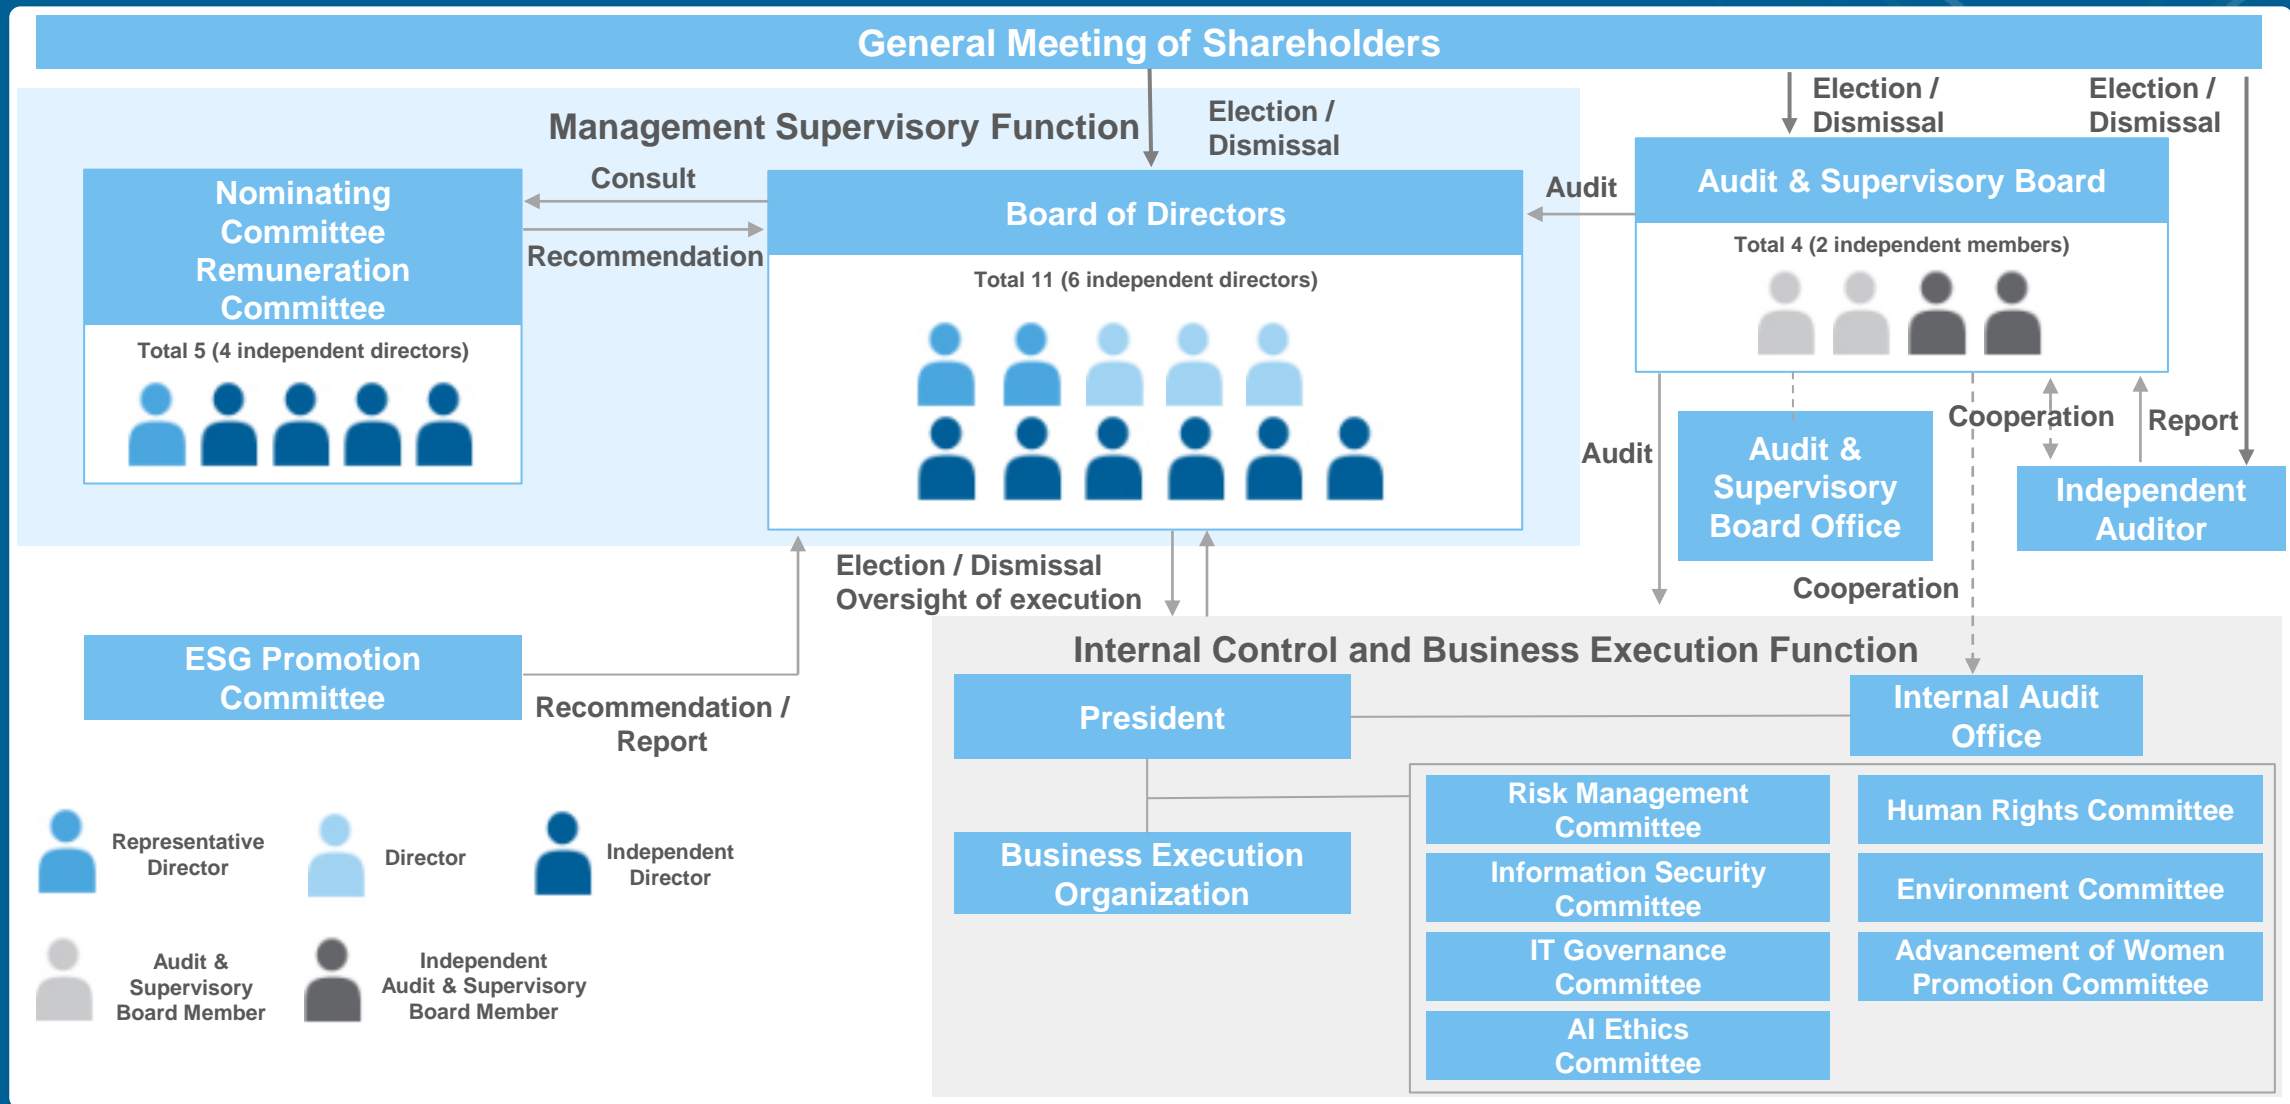 General Meeting of Shareholders
Management Supervisory Function
Election /
Dismissal
Election /
Dismissal
Election /
Dismissal
Nominating
Committee
Remuneration
Committee
Total 5 (4 independent directors)
Consult
Recommendation
Board of Directors
Total 11 (6 independent directors)
Audit
Audit & Supervisory Board
Total 4 (2 independent members)
Audit
Audit &
Supervisory
Board Office
Cooperation
Report
Independent
Auditor
Cooperation
Election / Dismissal
Oversight of execution
ESG Promotion
Committee
Recommendation /
Report
Internal Control and Business Execution Function
President
Internal Audit
Office
Business Execution
Organization
Risk Management
Committee
Human Rights Committee
Information Security
Committee
Environment Committee
IT Governance
Committee
Advancement of Women
Promotion Committee
AI Ethics
Committee
Representative
Director
Director
Independent
Director
Audit &
Supervisory
Board Member
Independent
Audit & Supervisory
Board Member